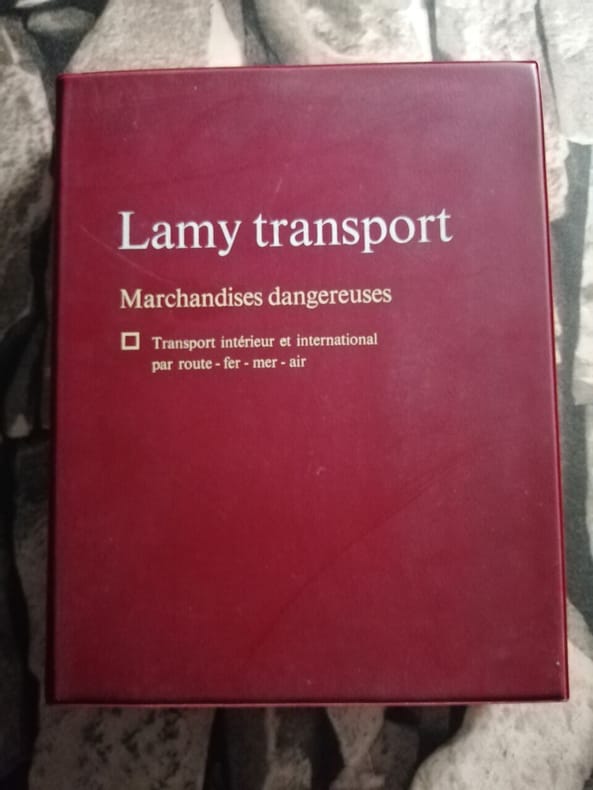 Lamy transport
Marchandises dangereuses
Transport intérieur et international
par route - fer - mer - air